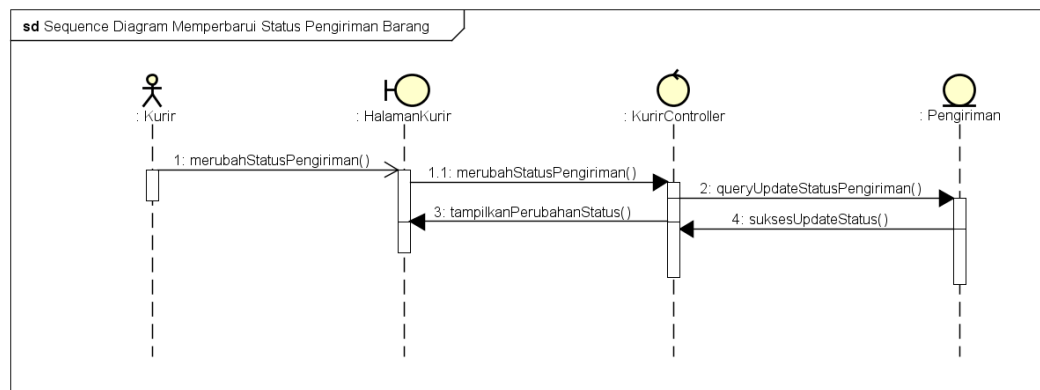 sd Sequence Diagram Memperbarui Status Pengiriman Barang
: Kurir
: HalamanKurir
: KurirController
: Pengiriman
1: merubahStatusPengiriman()
1.1: merubahStatusPengiriman()
2: queryUpdateStatusPengiriman()
3: tampilkanPerubahanStatus()
4: suksesUpdateStatus()